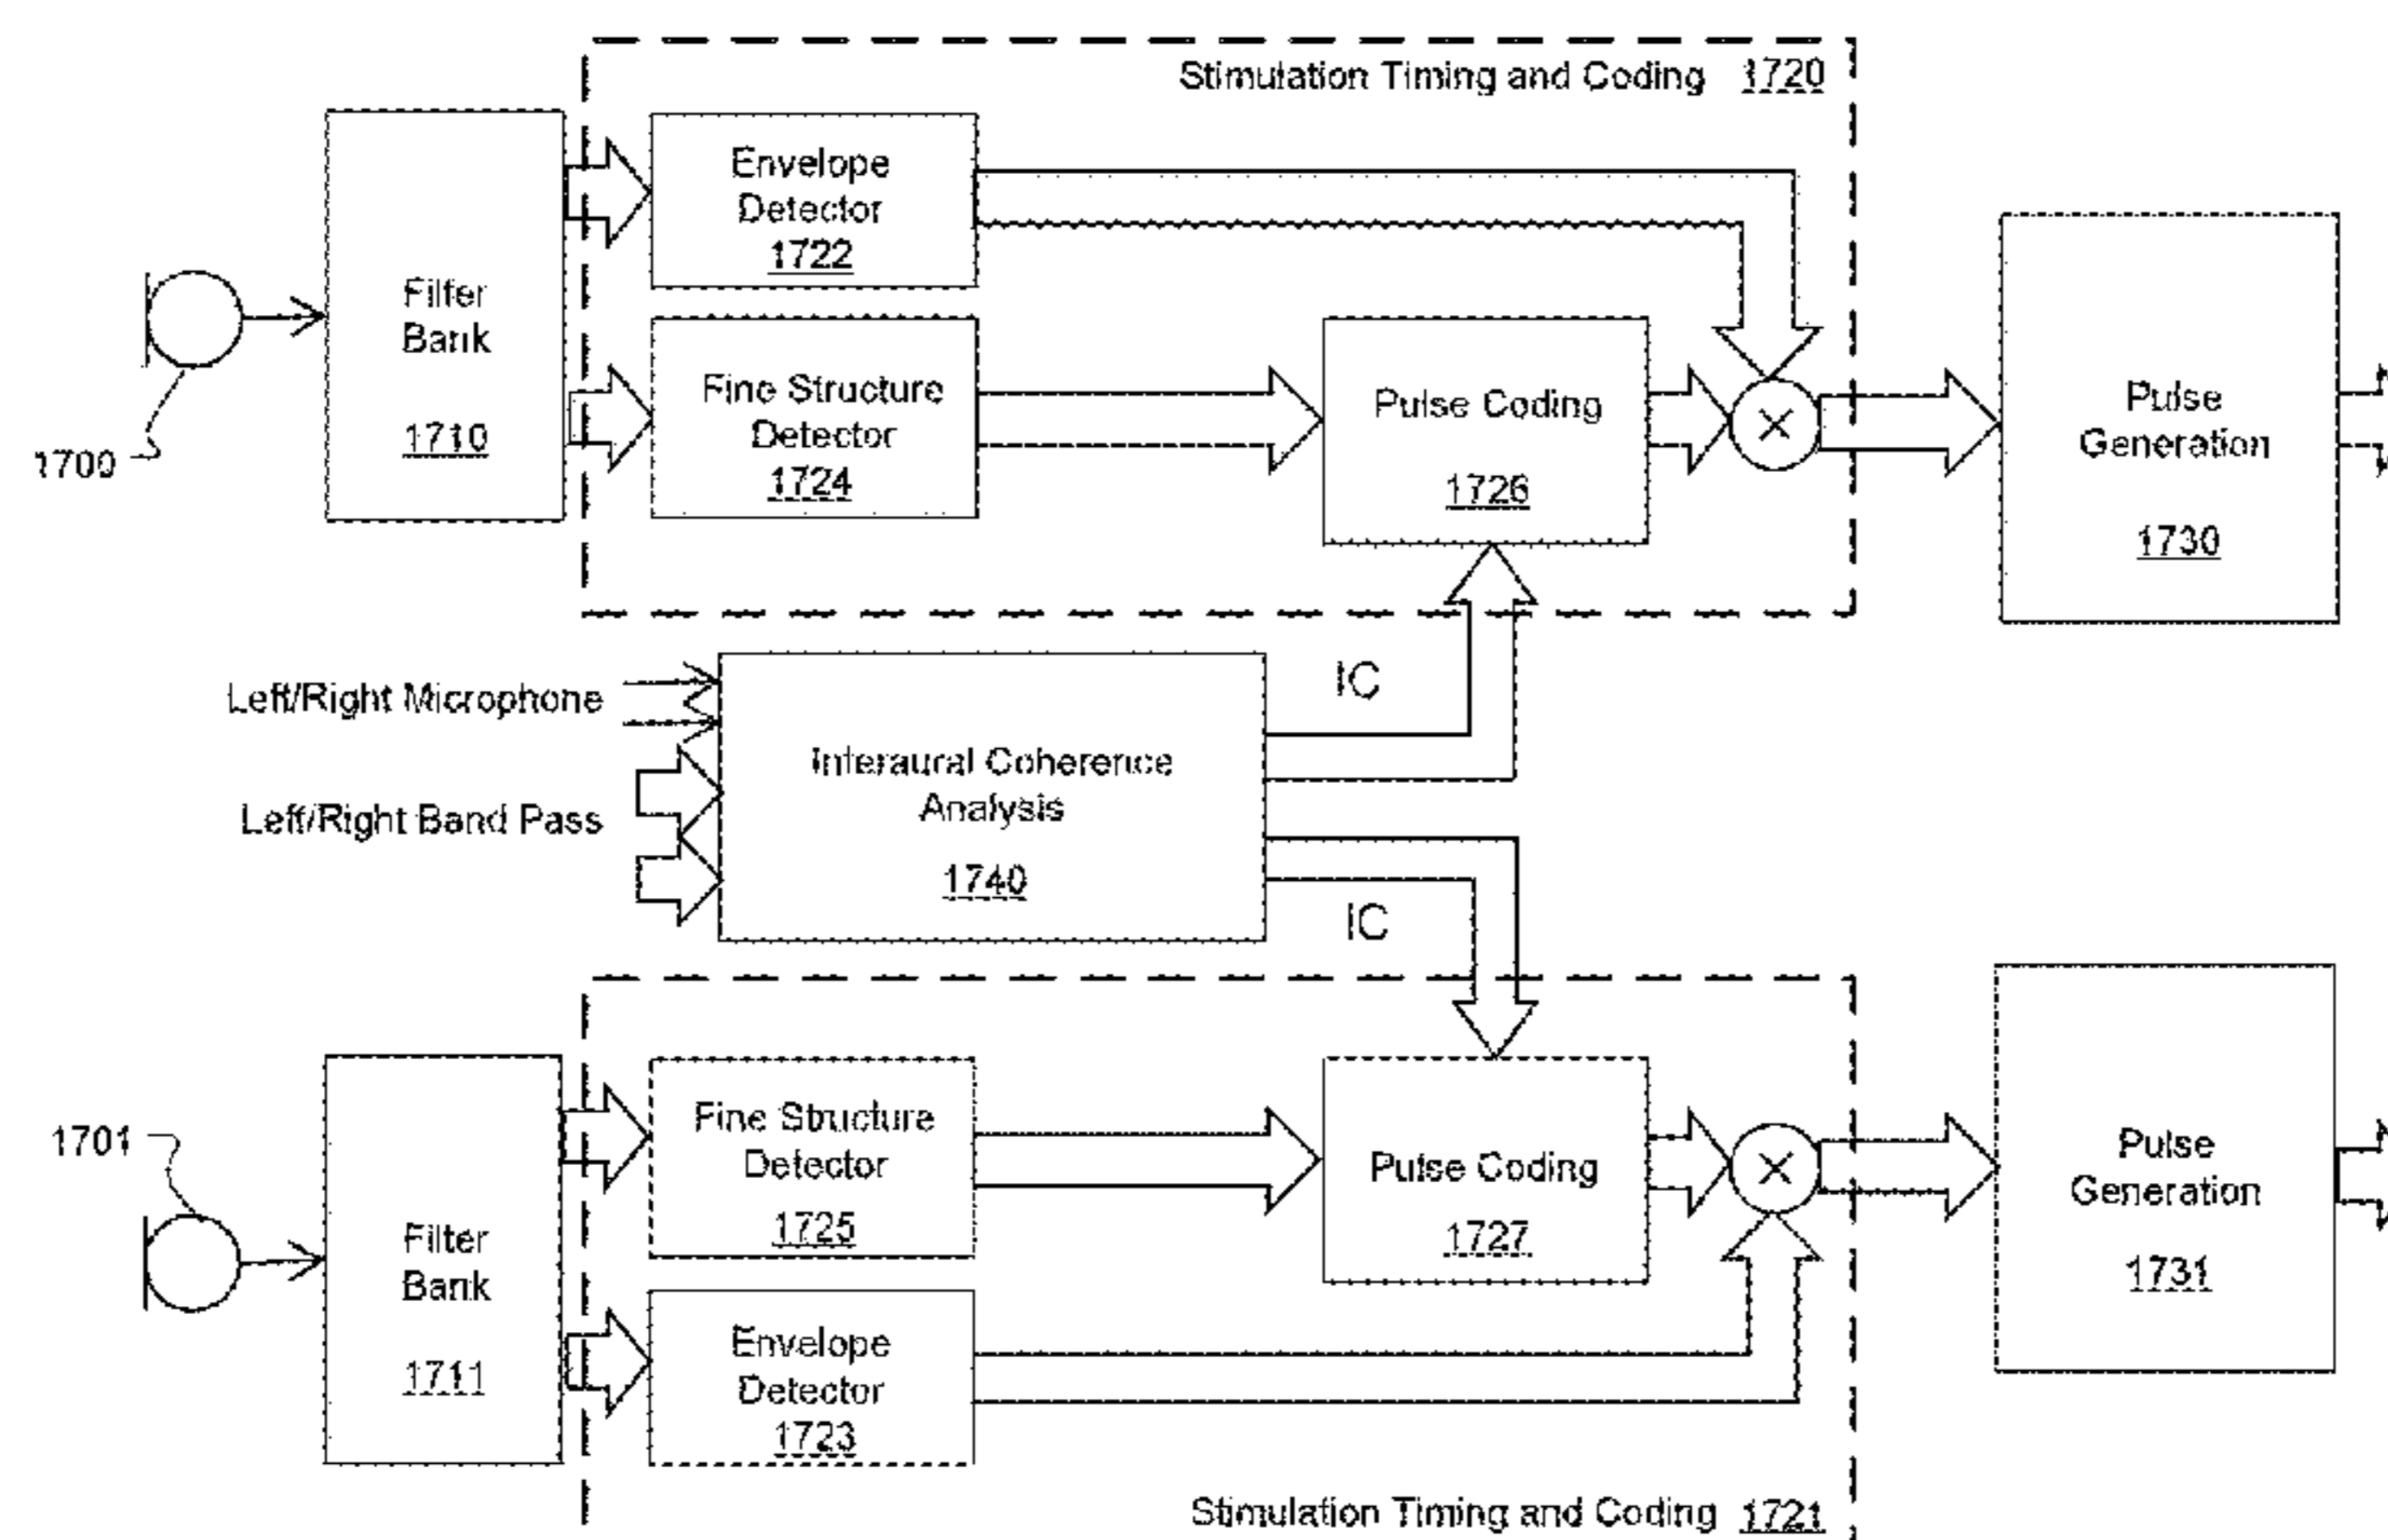 Stimulation Timing and Coding 1720
Envelope
Detector
1722
Filter
Bank
1710
Fine Structure
Detector
1724
Pulse Coding
1726
Pulse
Generation
1730
1700
×
Left/Right Microphone
Left/Right Band Pass
Interaural Coherence
Analysis
1740
IC
IC
1701
Filter
Bank
1711
Fine Structure
Detector
1725
Pulse Coding
1727
×
Pulse
Generation
1731
Envelope
Detector
1723
Stimulation Timing and Coding 1721